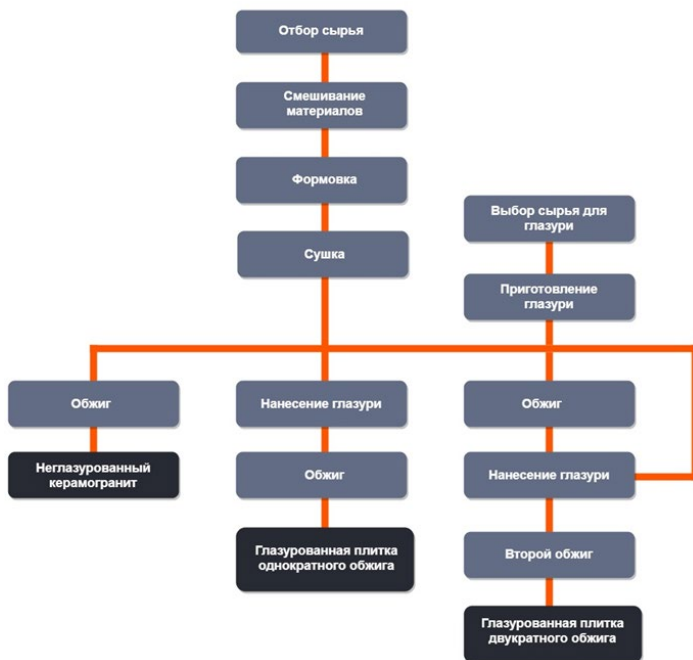 Отбор сырья
Смешивание
материалов
Формовка
Сушка
Выбор сырья для
глазури
Приготовление
глазури
Обжиг
Неглазурованный
керамогранит
Нанесение глазури
Обжиг
Глазурованная плитка
однократного обжига
Обжиг
Нанесение глазури
Второй обжиг
Глазурованная плитка
двукратного обжига